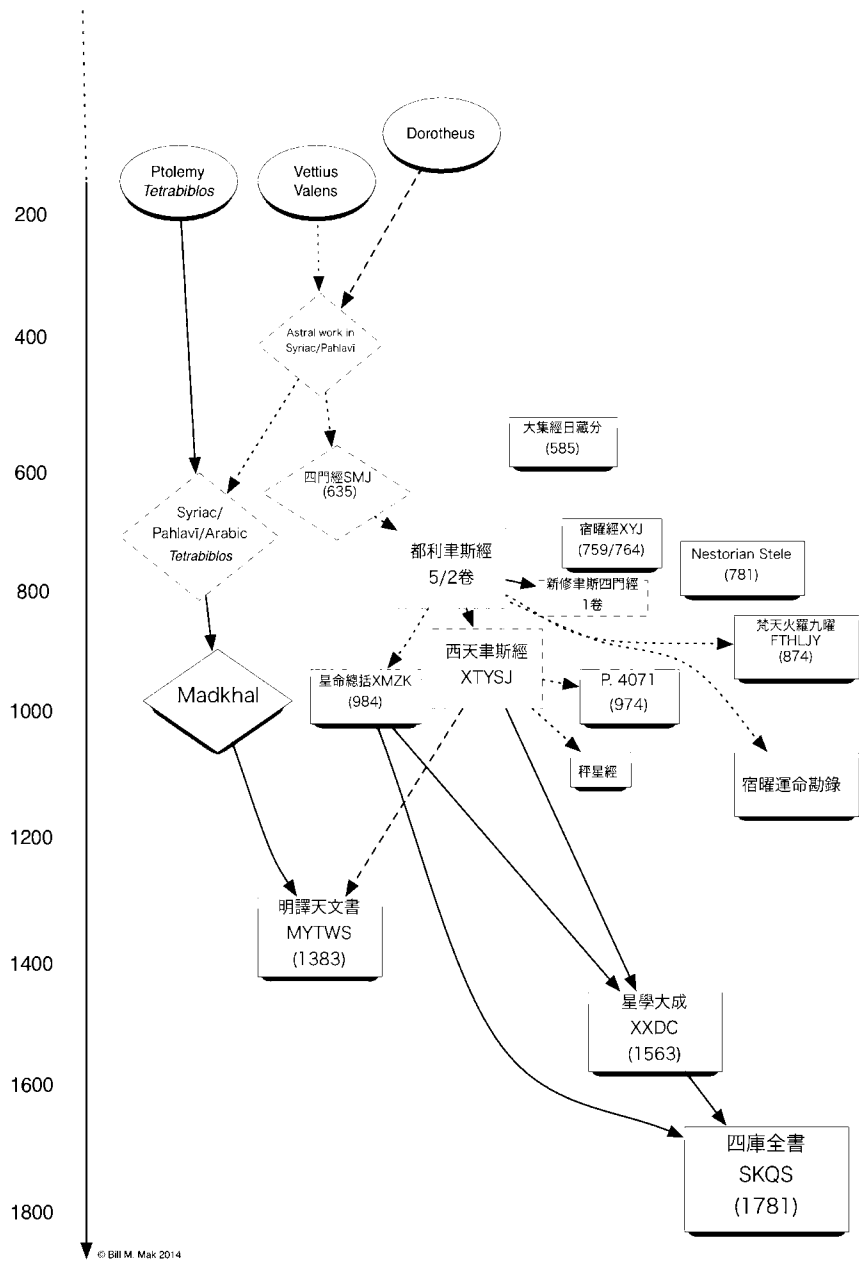 Dorotheus
Ptolemy
Tetrabiblos
Vettius
Valens
200
Astral work in
Syriac/Pahlavī
400
大集經日藏分
(585)
600
四門經SMJ
(635)
Syriac/
Pahlavī/Arabic
Tetrabiblos
都利聿斯經
5/2卷
宿曜經XYJ
(759/764)
Nestorian Stele
(781)
新修聿斯四門經
1卷
800
梵天火羅九曜
FTHLJY
(874)
西天聿斯經
XTYSJ
星命總括XMZK
(984)
P. 4071
(974)
Madkhal
1000
秤星經
宿曜運命勘錄
1200
明譯天文書
MYTWS
(1383)
1400
星學大成
XXDC
(1563)
1600
四庫全書
SKQS
(1781)
1800
© Bill M. Mak 2014